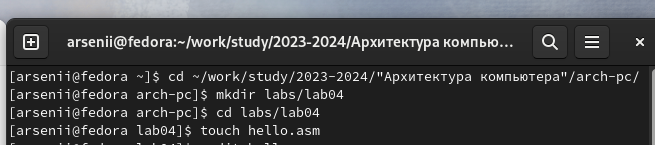 arsenii@fedora:~/work/study/2023-2024/Архитектура компью...
[arsenii@fedora ~]$ cd ~/work/study/2023-2024/"Архитектура компьютера"/arch-pc/
[arsenii@fedora arch-pc]$ mkdir labs/lab04
[arsenii@fedora arch-pc]$ cd labs/lab04
[arsenii@fedora lab04]$ touch hello.asm